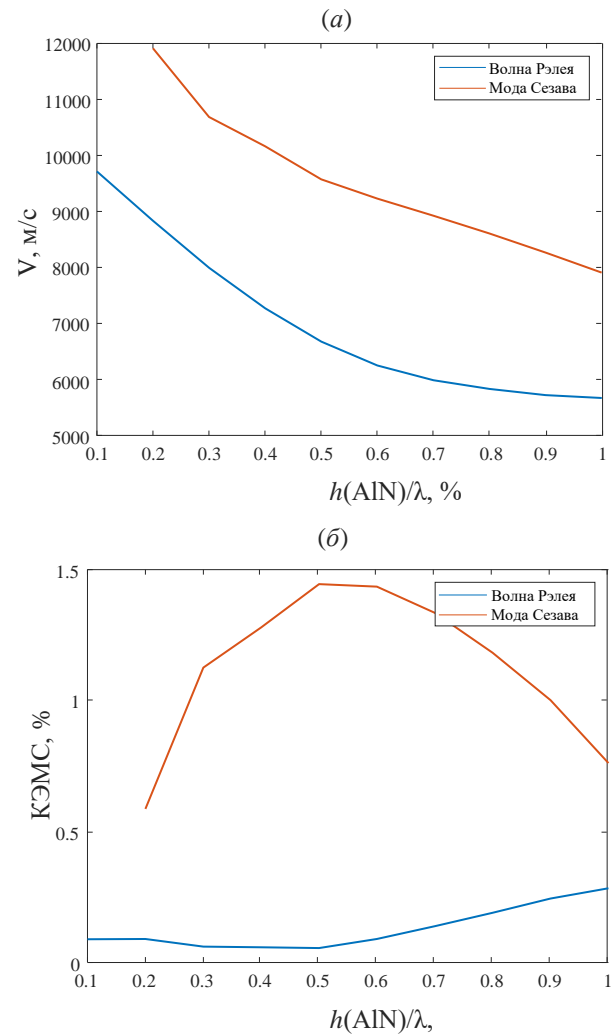 (а)
12000
11000
10000
9000
8000
7000
6000
5000
V, м/с
Волна Рэлея
Мода Сезава
0.1 0.2 0.3 0.4 0.5 0.6 0.7 0.8 0.9 1
h(AlN)/λ, %
(б)
1.5
1
0.5
0
КЭМС, %
Волна Рэлея
Мода Сезава
0.1 0.2 0.3 0.4 0.5 0.6 0.7 0.8 0.9 1
h(AlN)/λ,